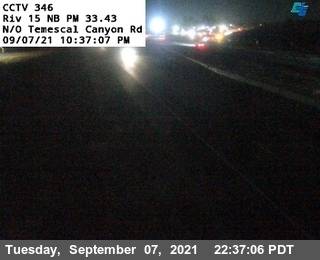 CCTV 346
Riv 15 NB PM 33.43
N/O Temescal Canyon Rd
09/07/21 10:37:07 PM
Tuesday, September 07, 2021 22:37:06 PDT